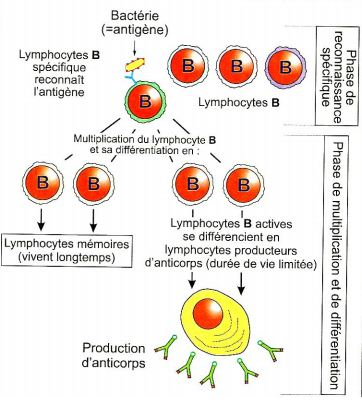 Bactérie
(=antigène)
Lymphocytes B
spécifique
reconnaît
l'antigène
B
B
B
B
Lymphocytes B
Phase de
reconnaissance
spécifique
Multiplication du lymphocyte B
et sa différentiation en :
B
B
B
B
Lymphocytes mémoires
(vivent longtemps)
Lymphocytes B actives
se différencient en
lymphocytes producteurs
d'anticorps (durée de vie limitée)
Phase de multiplication et de différentiation
Production
d'anticorps